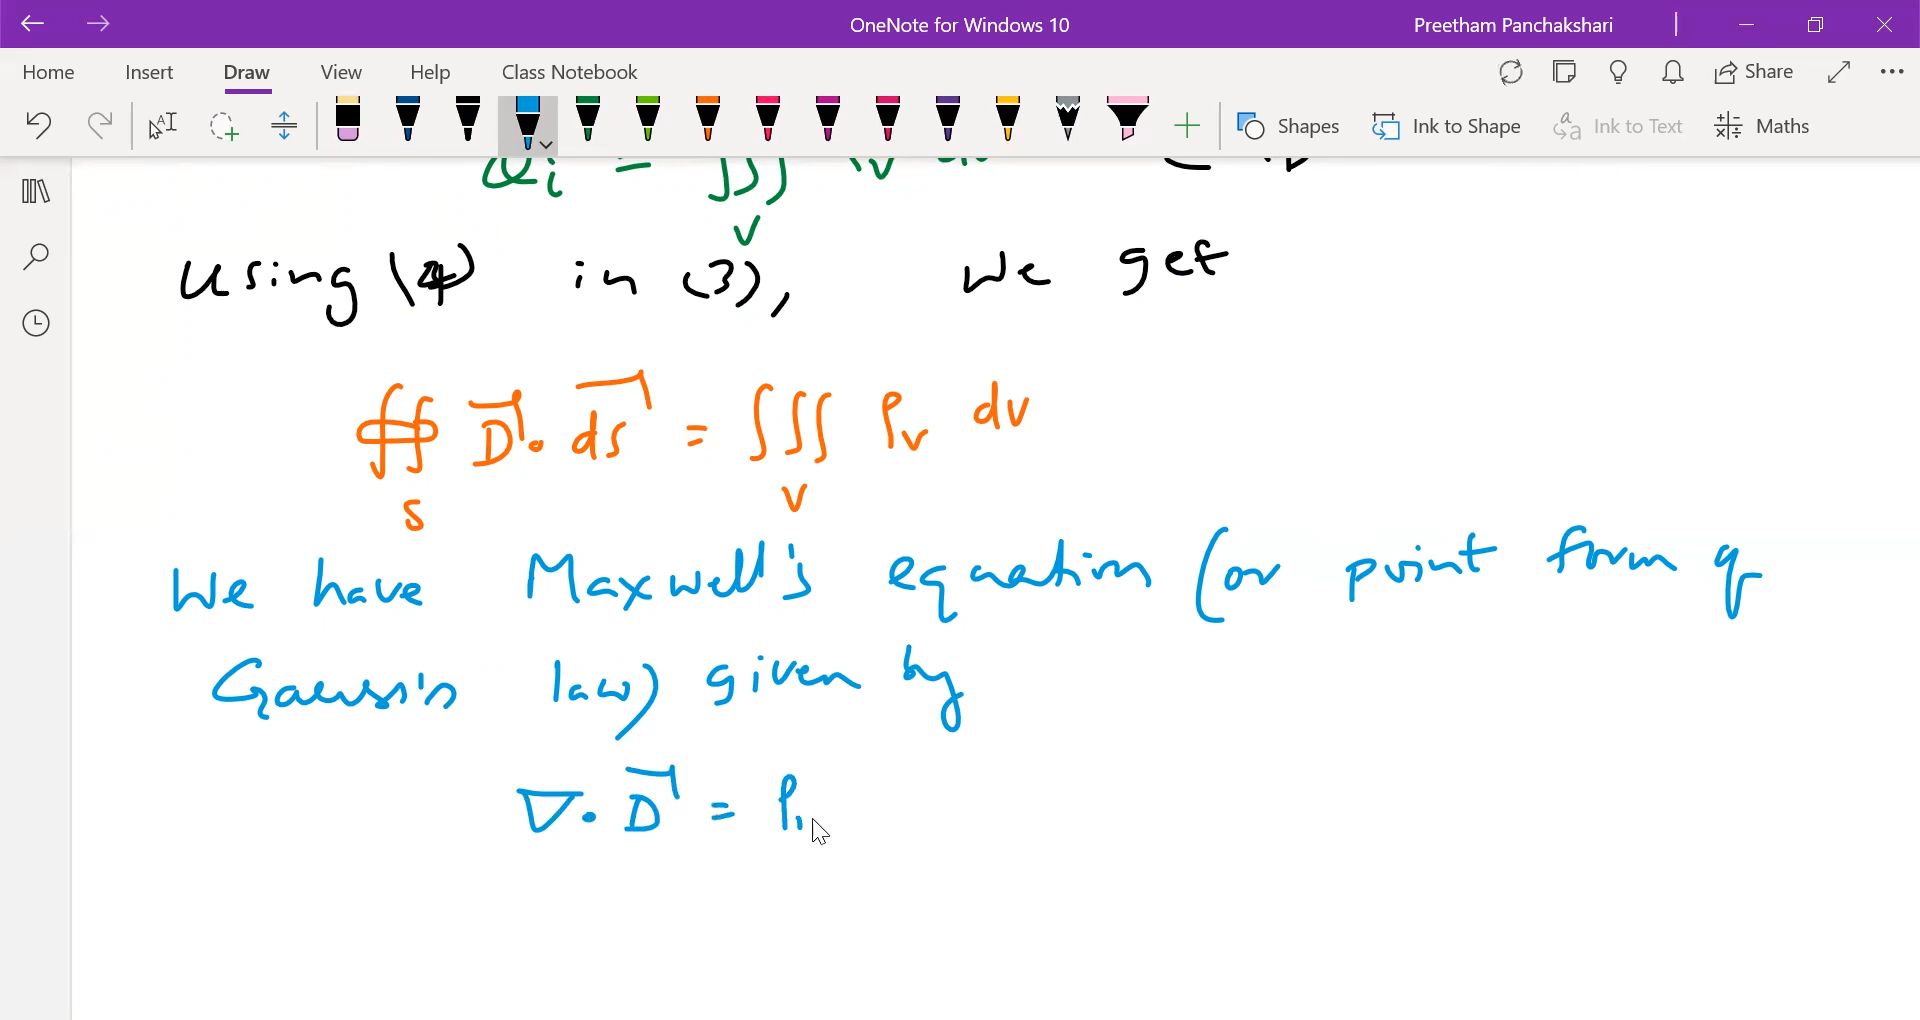 OneNote for Windows 10
Preetham Panchakshari
Home Insert Draw View Help Class Notebook
Share
Shapes Ink to Shape Ink to Text Maths
Qi = ∫∫∫
v
Using (4) in (3), we get
∯ D⃗ · ds⃗ = ∫∫∫ ρv dv
s v
We have Maxwell's equation (or point form of
Gauss's law) given by
∇ · D⃗ = ρ